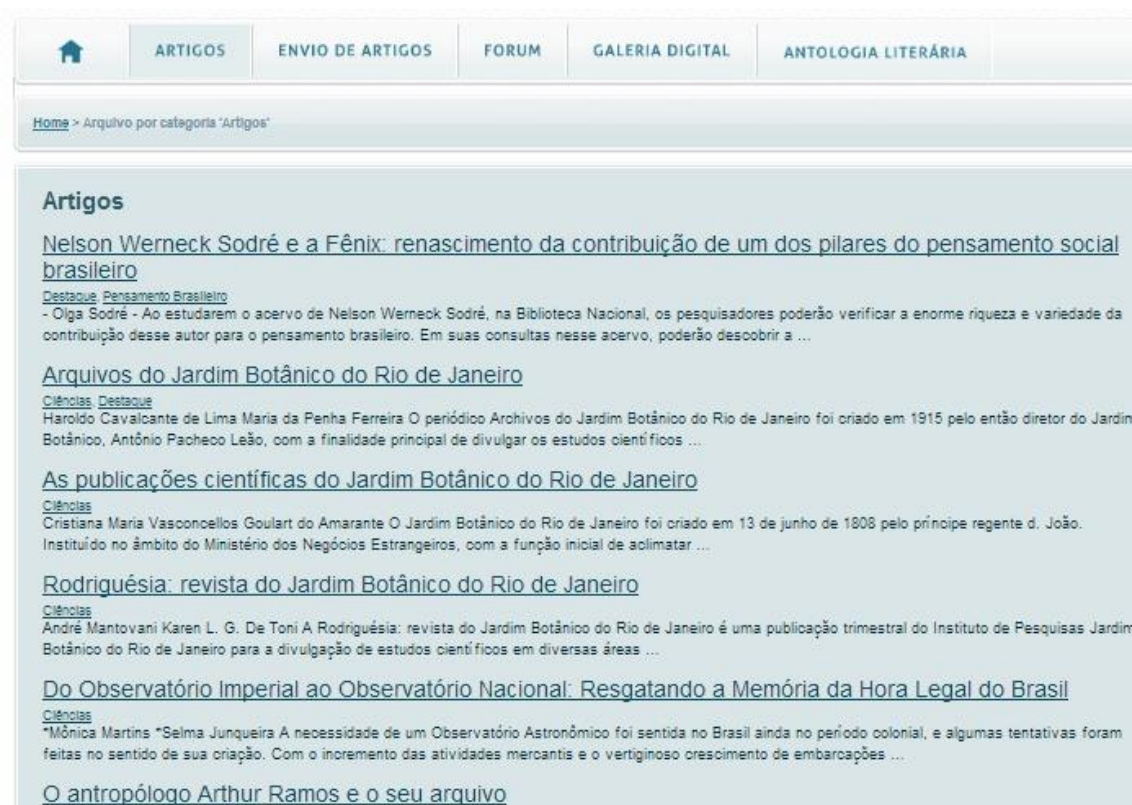 ARTIGOS ENVIO DE ARTIGOS FORUM GALERIA DIGITAL ANTOLOGIA LITERÁRIA
Home > Arquivo por categoria 'Artigos'
Artigos
Nelson Werneck Sodré e a Fênix: renascimento da contribuição de um dos pilares do pensamento social
brasileiro
Destaque, Pensamento Brasileiro
- Olga Sodré - Ao estudarem o acervo de Nelson Werneck Sodré, na Biblioteca Nacional, os pesquisadores poderão verificar a enorme riqueza e variedade da
contribuição desse autor para o pensamento brasileiro. Em suas consultas nesse acervo, poderão descobrir a ...
Arquivos do Jardim Botânico do Rio de Janeiro
Ciências, Destaque
Haroldo Cavalcante de Lima Maria da Penha Ferreira O periódico Archivos do Jardim Botânico do Rio de Janeiro foi criado em 1915 pelo então diretor do Jardim
Botânico, Antônio Pacheco Leão, com a finalidade principal de divulgar os estudos científicos ...
As publicações científicas do Jardim Botânico do Rio de Janeiro
Ciências
Cristiana Maria Vasconcellos Goulart do Amarante O Jardim Botânico do Rio de Janeiro foi criado em 13 de junho de 1808 pelo príncipe regente d. João.
Instituído no âmbito do Ministério dos Negócios Estrangeiros, com a função inicial de aclimatar ...
Rodriguésia: revista do Jardim Botânico do Rio de Janeiro
Ciências
André Mantovani Karen L. G. De Toni A Rodriguésia: revista do Jardim Botânico do Rio de Janeiro é uma publicação trimestral do Instituto de Pesquisas Jardim
Botânico do Rio de Janeiro para a divulgação de estudos científicos em diversas áreas ...
Do Observatório Imperial ao Observatório Nacional: Resgatando a Memória da Hora Legal do Brasil
Ciências
*Mônica Martins *Selma Junqueira A necessidade de um Observatório Astronômico foi sentida no Brasil ainda no período colonial, e algumas tentativas foram
feitas no sentido de sua criação. Com o incremento das atividades mercantis e o vertiginoso crescimento de embarcações ...
O antropólogo Arthur Ramos e o seu arquivo